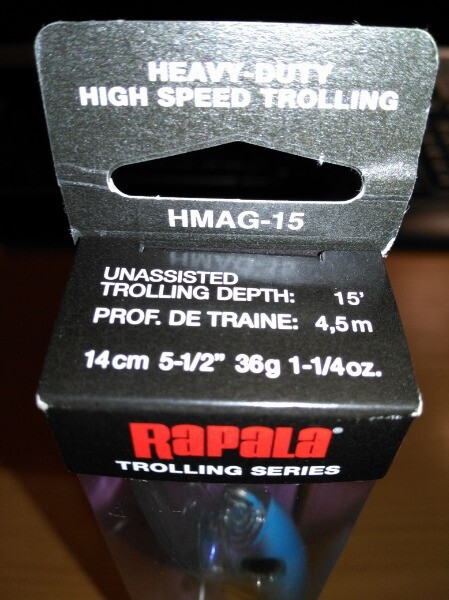 HEAVY-DUTY
HIGH SPEED TROLLING
HMAG-15
UNASSISTED
TROLLING DEPTH: 15'
PROF. DE TRAINE: 4,5m
14cm 5-1/2" 36g 1-1/4oz.
RAPALA®
TROLLING SERIES